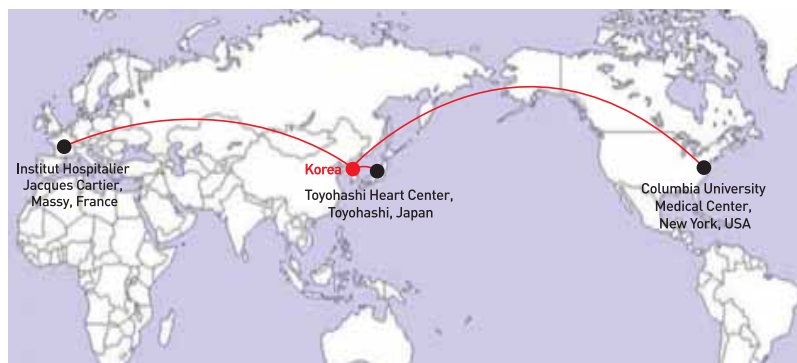 Institut Hospitalier
Jacques Cartier,
Massy, France
Korea
Toyohashi Heart Center,
Toyohashi, Japan
Columbia University
Medical Center,
New York, USA